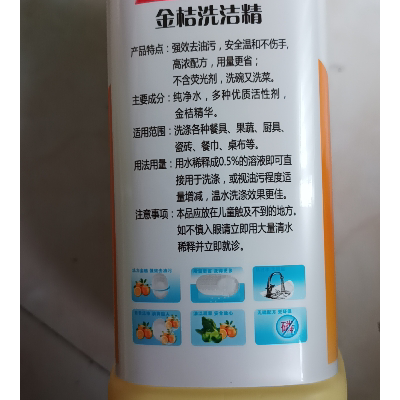 金桔洗洁精
产品特点：强效去油污，安全温和不伤手，
高浓配方，用量更省；
不含荧光剂，洗碗又洗菜。
主要成分：纯净水，多种优质活性剂，
金桔精华。
适用范围：洗涤各种餐具、果蔬、厨具、
瓷砖、餐巾、桌布等。
用法用量：用水稀释成0.5%的溶液即可直
接用于洗涤，或视油污程度适
量增减，温水洗涤效果更佳。
注意事项：本品应放在儿童触及不到的地方。
如不慎入眼请立即用大量清水
稀释并立即就诊。